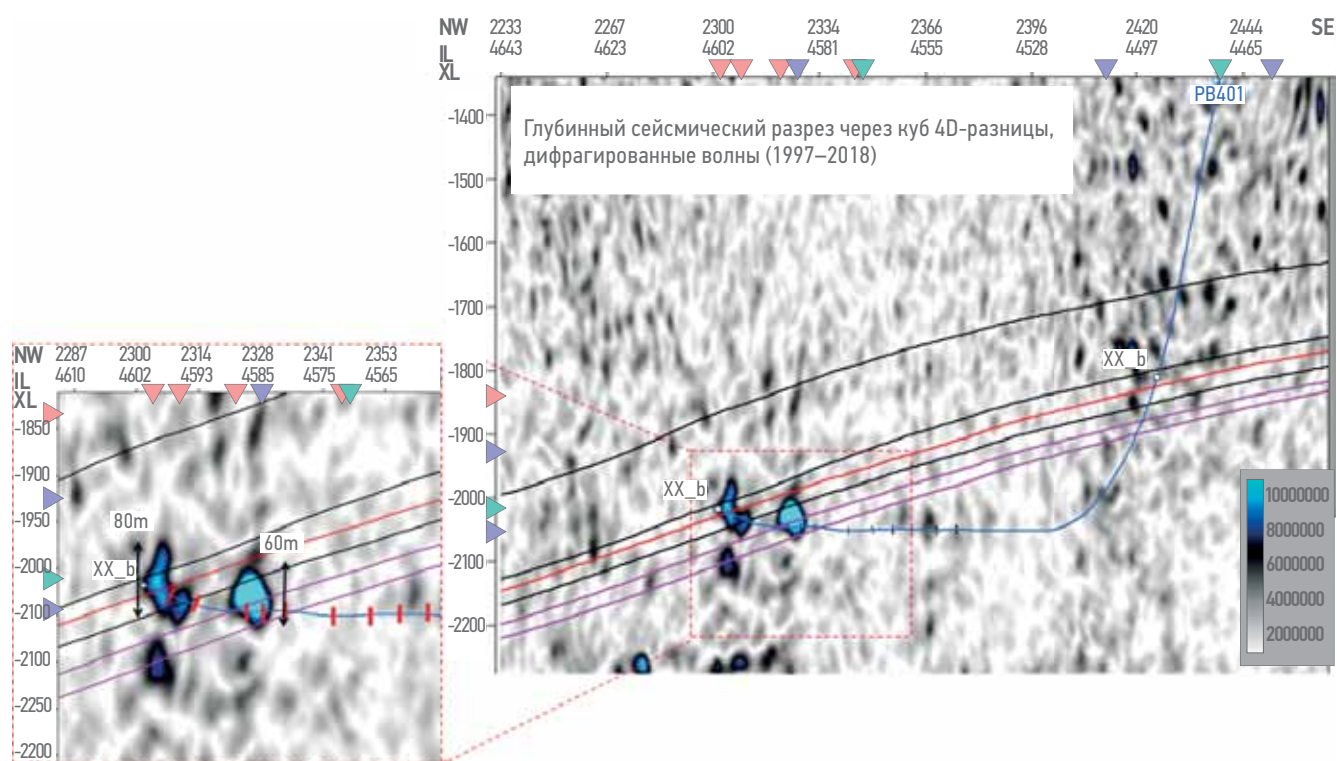 NW 2233 2267 2300 2334 2366 2396 2420 2444 SE
IL 4643 4623 4602 4581 4555 4528 4497 4465
XL
PB401
Глубинный сейсмический разрез через куб 4D-разницы,
дифрагированные волны (1997–2018)
-1400
-1500
-1600
-1700
-1800
-1900
-2000
-2100
-2200
XX_b
XX_b
10000000
8000000
6000000
4000000
2000000
NW 2287 2300 2314 2328 2341 2353
IL 4610 4602 4593 4585 4575 4565
XL
-1850
-1900
-1950
-2000
-2100
-2100
-2250
-2200
80m
60m
XX_b